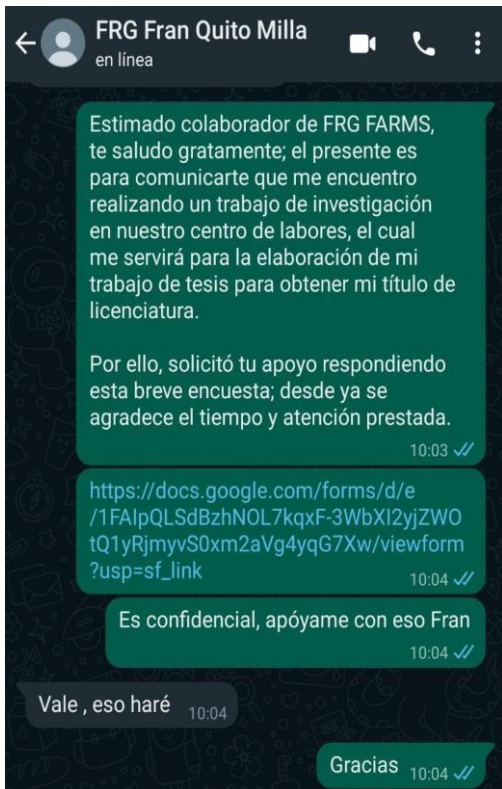 FRG Fran Quito Milla
en línea
Estimado colaborador de FRG FARMS,
te saludo gratamente; el presente es
para comunicarte que me encuentro
realizando un trabajo de investigación
en nuestro centro de labores, el cual
me servirá para la elaboración de mi
trabajo de tesis para obtener mi título de
licenciatura.
Por ello, solicitó tu apoyo respondiendo
esta breve encuesta; desde ya se
agradece el tiempo y atención prestada.
10:03
https://docs.google.com/forms/d/e
/1FAIpQLSdBzhNOL7kqxF-3WbXI2yjZWO
tQ1yRjmyvS0xm2aVg4yqG7Xw/viewform
?usp=sf_link
10:04
Es confidencial, apóyame con eso Fran
10:04
Vale , eso haré 10:04
Gracias 10:04